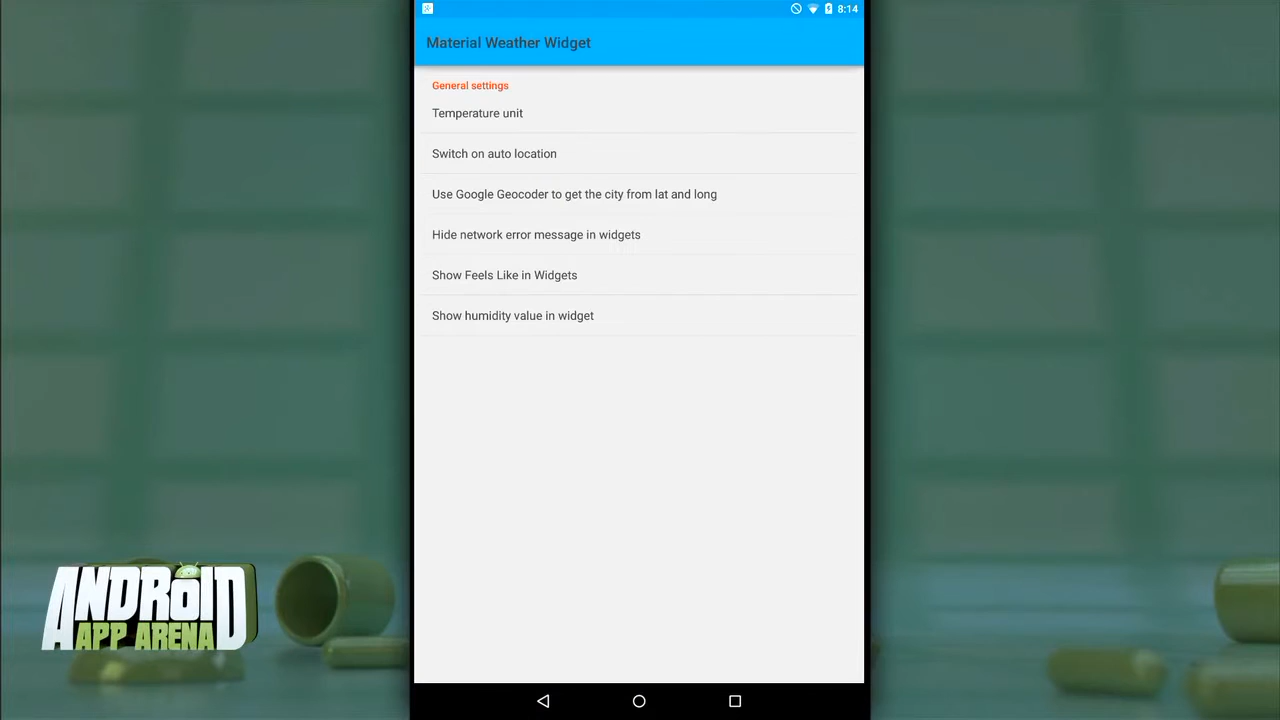 8:14
Material Weather Widget
General settings
Temperature unit
Switch on auto location
Use Google Geocoder to get the city from lat and long
Hide network error message in widgets
Show Feels Like in Widgets
Show humidity value in widget
ANDROID
APP ARENA